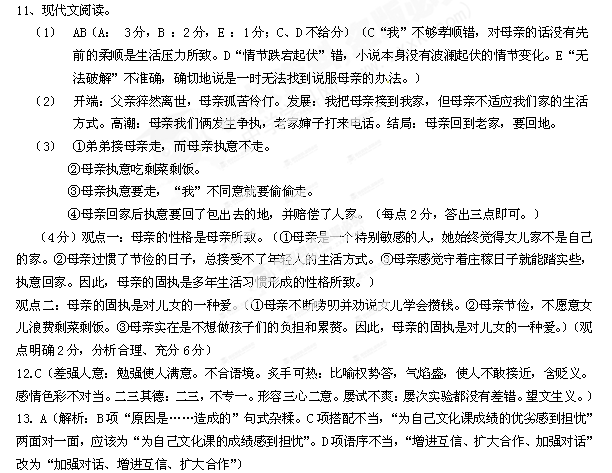 11、现代文阅读。
（1） AB（A： 3分，B ：2分，E ：1分；C、D不给分）（C“我”不够孝顺错，对母亲的话没有先
前的柔顺是生活压力所致。D“情节跌宕起伏”错，小说本身没有波澜起伏的情节变化。E“无
法破解”不准确，确切地说是一时无法找到说服母亲的办法。）
（2） 开端：父亲猝然离世，母亲孤苦伶仃。发展：我把母亲接到我家，但母亲不适应我们家的生活
方式。高潮：母亲我们俩发生争执，老家婶子打来电话。结局：母亲回到老家，要回地。
（3） ①弟弟接母亲走，而母亲执意不走。
②母亲执意吃剩菜剩饭。
③母亲执意要走，“我”不同意就要偷偷走。
④母亲回家后执意要回了包出去的地，并赔偿了人家。（每点2分，答出三点即可。）
（4分）观点一：母亲的性格是母亲所致。（①母亲是一个特别敏感的人，她始终觉得女儿家不是自己
的家。②母亲过惯了节俭的日子，总接受不了年轻人的生活方式。③母亲感觉守着庄稼日子就能踏实些，
执意回家。因此，母亲的固执是多年生活习惯形成的性格所致。）
观点二：母亲的固执是对儿女的一种爱。（①母亲不断唠叨并劝说女儿学会攒钱。②母亲节俭，不愿意女
儿浪费剩菜剩饭。③母亲实在是不想做孩子们的负担和累赘。因此，母亲的固执是对儿女的一种爱。）（观
点明确2分，分析合理、充分6分）
12.C（差强人意：勉强使人满意。不合语境。炙手可热：比喻权势答，气焰盛，使人不敢接近，含贬义。
感情色彩不对当。二三其德：二三，不专一。形容三心二意。屡试不爽：屡次实验都没有差错。望文生义。）
13. A（解析：B项“原因是……造成的”句式杂糅。C项搭配不当，“为自己文化课成绩的优劣感到担忧”
两面对一面，应该为“为自己文化课的成绩感到担忧”。D项语序不当，“增进互信、扩大合作、加强对话”
改为“加强对话、增进互信、扩大合作”）